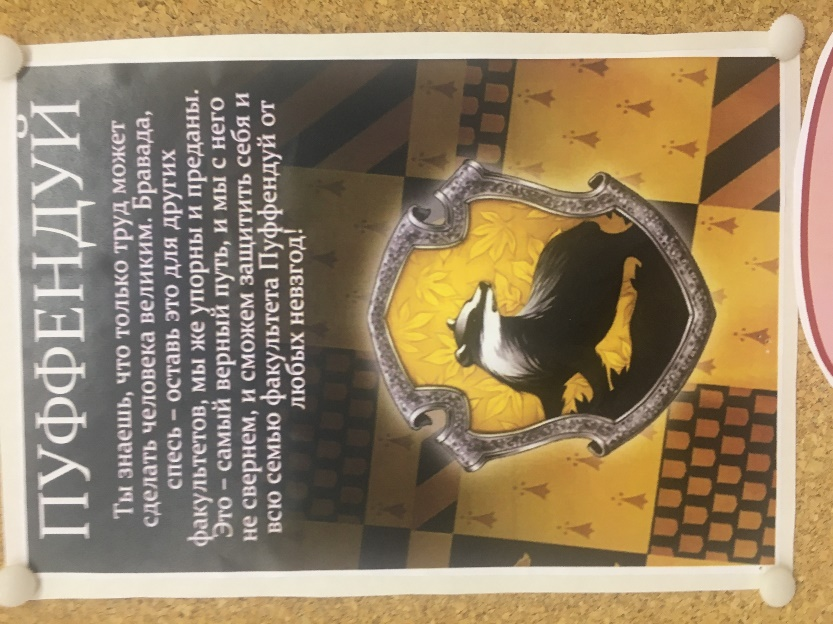 ПУФФЕНДУЙ
Ты знаешь, что только труд может
сделать человека великим. Бравада,
спесь – оставь это для других
факультетов, мы же упорны и преданы.
Это – самый верный путь, и мы с него
не свернем, и сможем защитить себя и
всю семью факультета Пуффендуй от
любых невзгод!